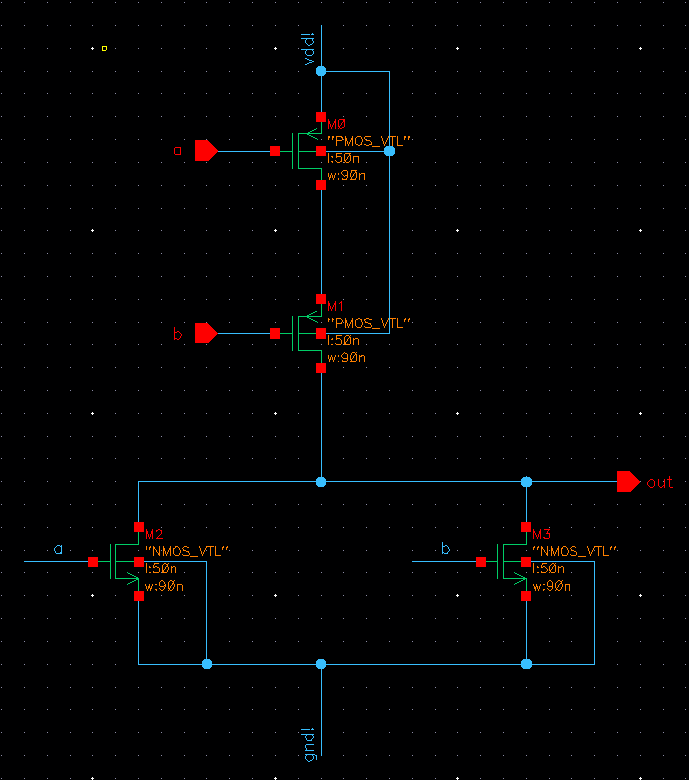 vdd!
M0
"PMOS_VTL"
a
l:50n
w:90n
M1
"PMOS_VTL"
b
l:50n
w:90n
out
M2
a
"NMOS_VTL"
l:50n
w:90n
M3
b
"NMOS_VTL"
l:50n
w:90n
gnd!